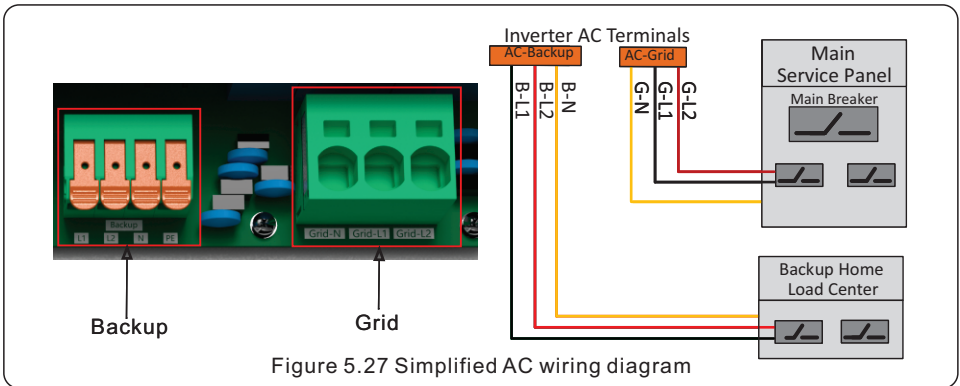 Inverter AC Terminals
AC-Backup
AC-Grid
B-L1
B-L2
B-N
G-N
G-L1
G-L2
Main
Service Panel
Main Breaker
Backup
L1 L2 N PE
Grid-N Grid-L1 Grid-L2
Backup
Grid
Backup Home
Load Center
Figure 5.27 Simplified AC wiring diagram